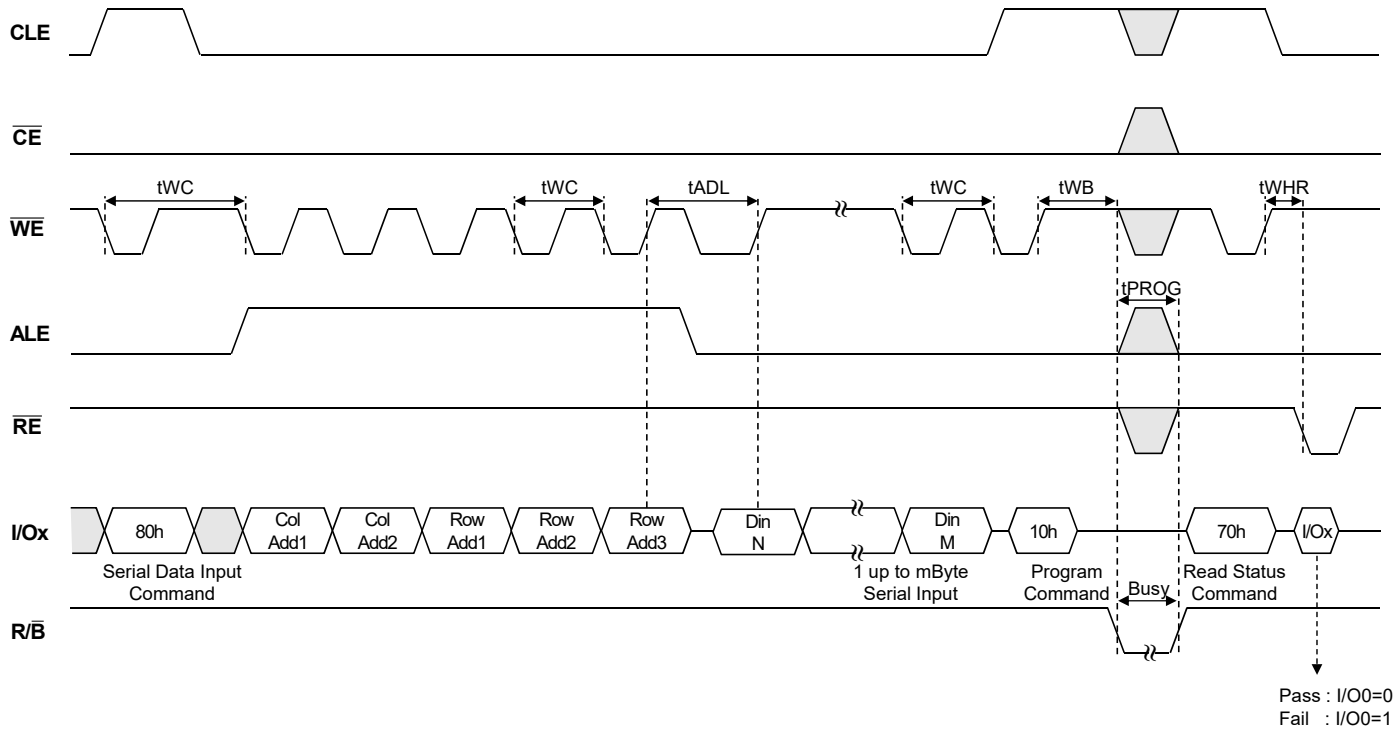 CLE
CE
tWC
tWC
tADL
tWC
tWB
tWHR
WE
tPROG
ALE
RE
I/Ox
80h
Col
Add1
Col
Add2
Row
Add1
Row
Add2
Row
Add3
Din
N
Din
M
10h
70h
I/Ox
Serial Data Input
Command
1 up to mByte
Serial Input
Program
Command
Busy
Read Status
Command
R/B̅
Pass : I/O0=0
Fail : I/O0=1